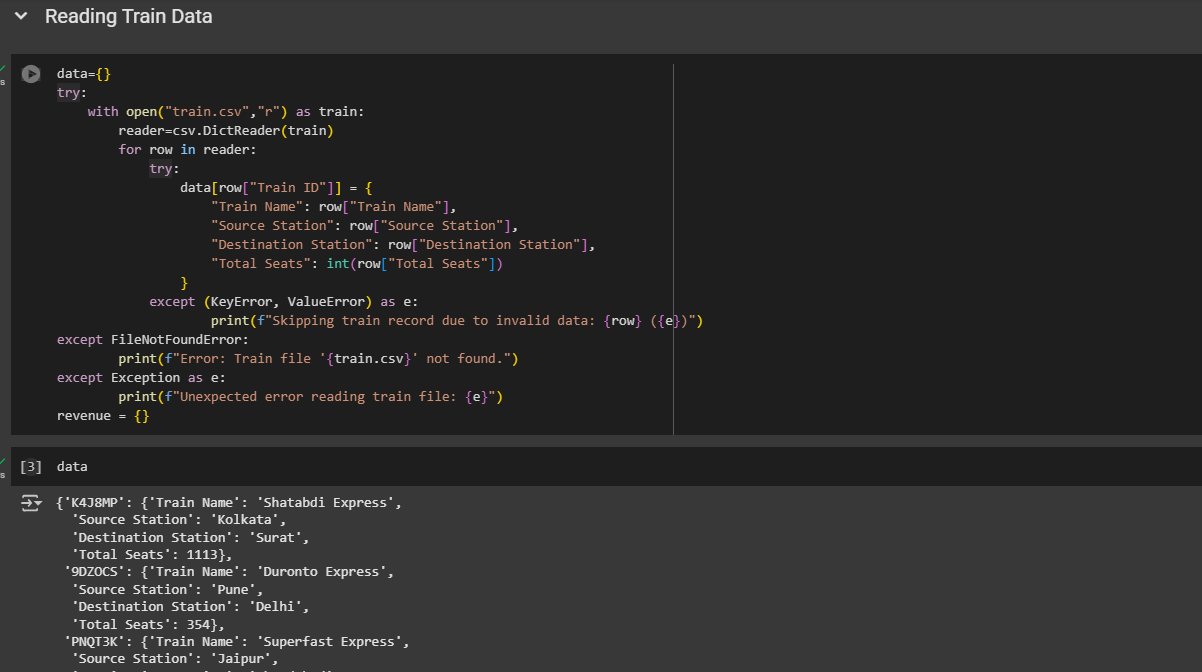 Reading Train Data
data={}
try:
    with open("train.csv","r") as train:
        reader=csv.DictReader(train)
        for row in reader:
            try:
                data[row["Train ID"]] = {
                    "Train Name": row["Train Name"],
                    "Source Station": row["Source Station"],
                    "Destination Station": row["Destination Station"],
                    "Total Seats": int(row["Total Seats"])
                }
            except (KeyError, ValueError) as e:
                    print(f"Skipping train record due to invalid data: {row} ({e})")
except FileNotFoundError:
        print(f"Error: Train file '{train.csv}' not found.")
except Exception as e:
        print(f"Unexpected error reading train file: {e}")
revenue = {}
s
[3] data
s
{'K4J8MP': {'Train Name': 'Shatabdi Express',
  'Source Station': 'Kolkata',
  'Destination Station': 'Surat',
  'Total Seats': 1113},
 '9DZOCS': {'Train Name': 'Duronto Express',
  'Source Station': 'Pune',
  'Destination Station': 'Delhi',
  'Total Seats': 354},
 'PNQT3K': {'Train Name': 'Superfast Express',
  'Source Station': 'Jaipur',